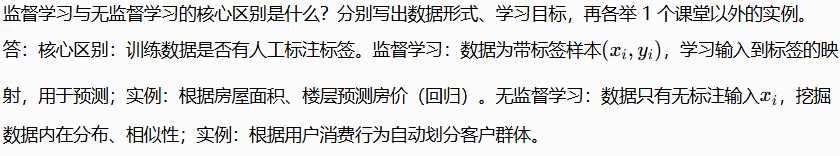 监督学习与无监督学习的核心区别是什么？分别写出数据形式、学习目标，再各举 1 个课堂以外的实例。
答：核心区别：训练数据是否有人工标注标签。监督学习：数据为带标签样本(xᵢ, yᵢ)，学习输入到标签的映
射，用于预测；实例：根据房屋面积、楼层预测房价（回归）。无监督学习：数据只有无标注输入xᵢ，挖掘
数据内在分布、相似性；实例：根据用户消费行为自动划分客户群体。